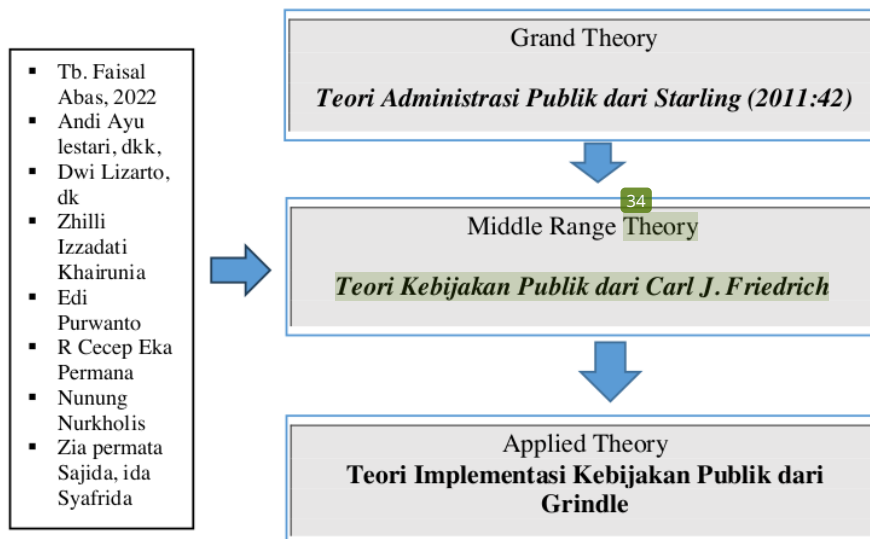 ▪ Tb. Faisal
Abas, 2022
▪ Andi Ayu
lestari, dkk,
▪ Dwi Lizarto,
dk
▪ Zhilli
Izzadati
Khairunia
▪ Edi
Purwanto
▪ R Cecep Eka
Permana
▪ Nunung
Nurkholis
▪ Zia permata
Sajida, ida
Syafrida
Grand Theory
Teori Administrasi Publik dari Starling (2011:42)
34
Middle Range Theory
Teori Kebijakan Publik dari Carl J. Friedrich
Applied Theory
Teori Implementasi Kebijakan Publik dari
Grindle